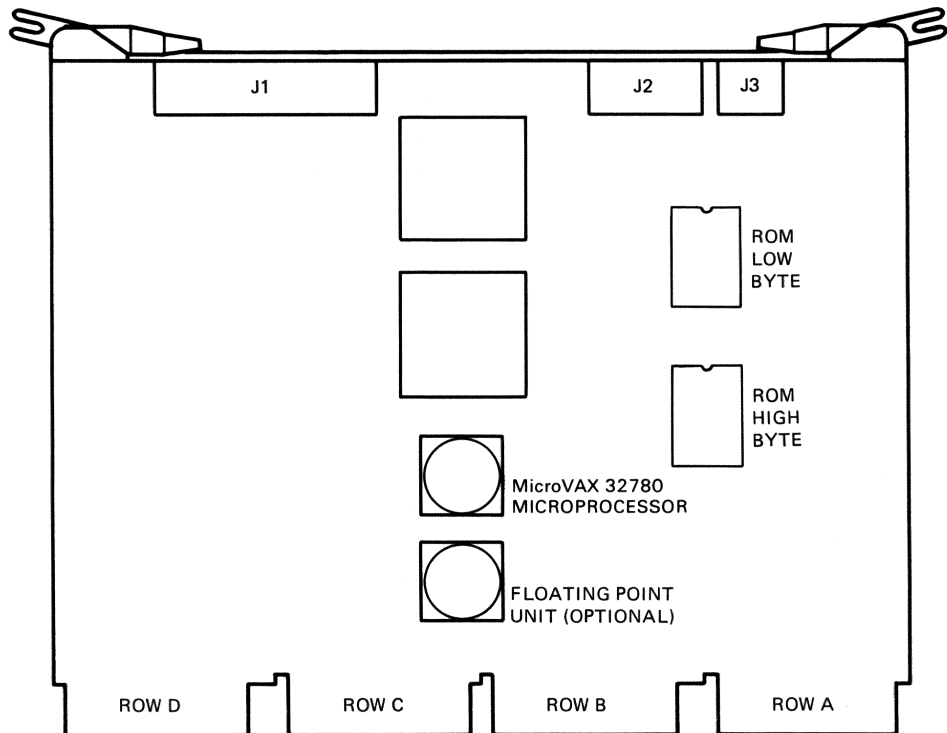 J1
J2
J3
ROM
LOW
BYTE
ROM
HIGH
BYTE
MicroVAX 32780
MICROPROCESSOR
FLOATING POINT
UNIT (OPTIONAL)
ROW D
ROW C
ROW B
ROW A